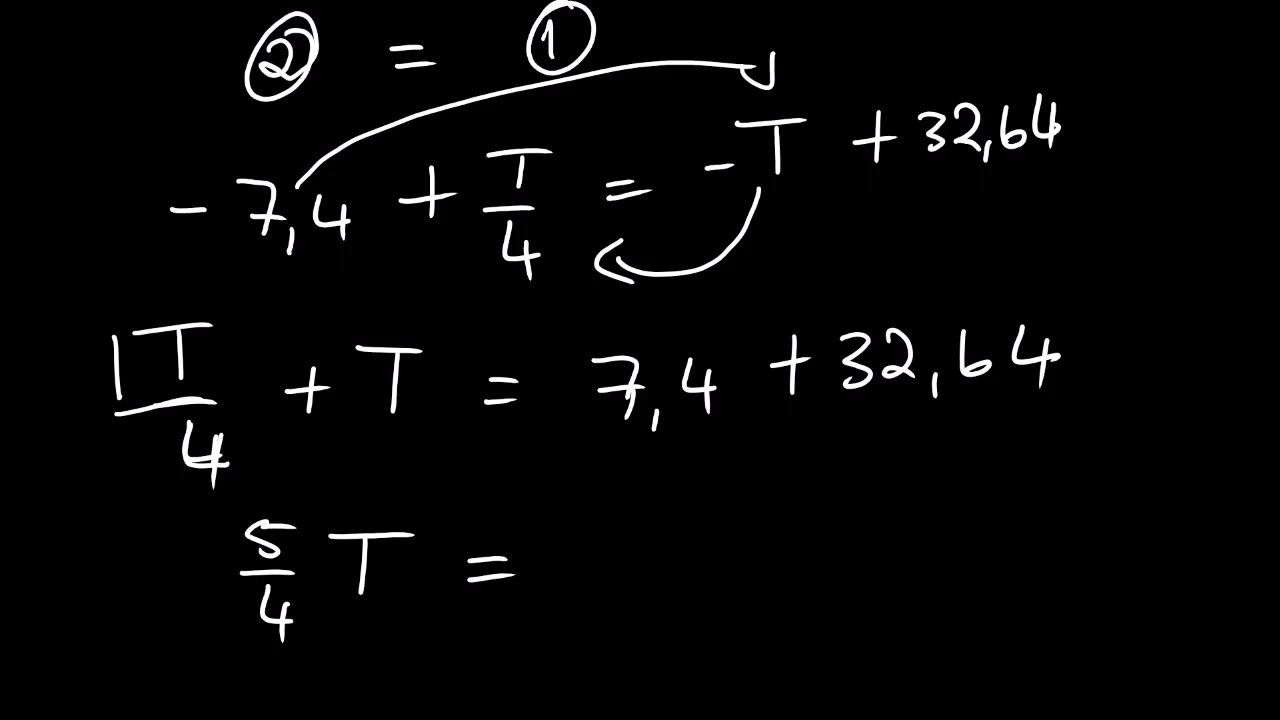 ② = ①
- 7,4 + T/4 = - T + 32,64
1T/4 + T = 7,4 + 32,64
5/4 T =